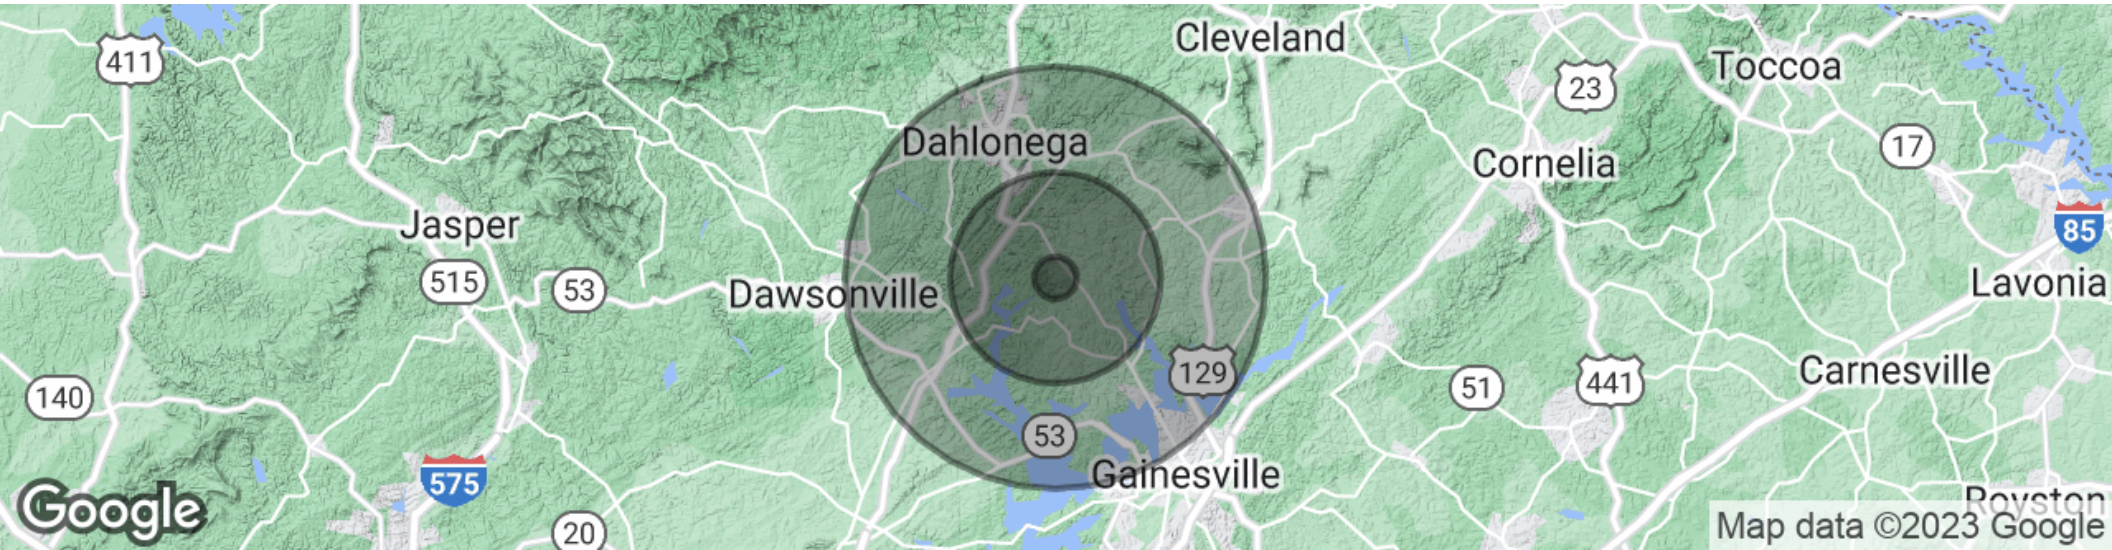 Cleveland
411
Toccoa
23
Dahlonega
17
Cornelia
Jasper
85
515
53
Dawsonville
Lavonia
129
Carnesville
441
51
140
53
Gainesville
575
Royston
Google
20
Map data ©2023 Google